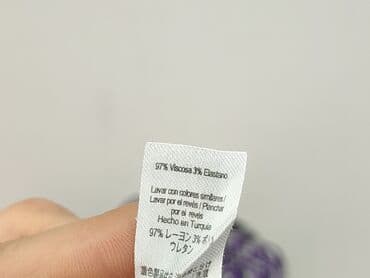 97% Viscosa 3% Elastano
Lavar con colores similares /
Lavar por el revés / Planchar
por el revés
Hecho en Turquía
97% レーヨン 3% ポリ
ウレタン